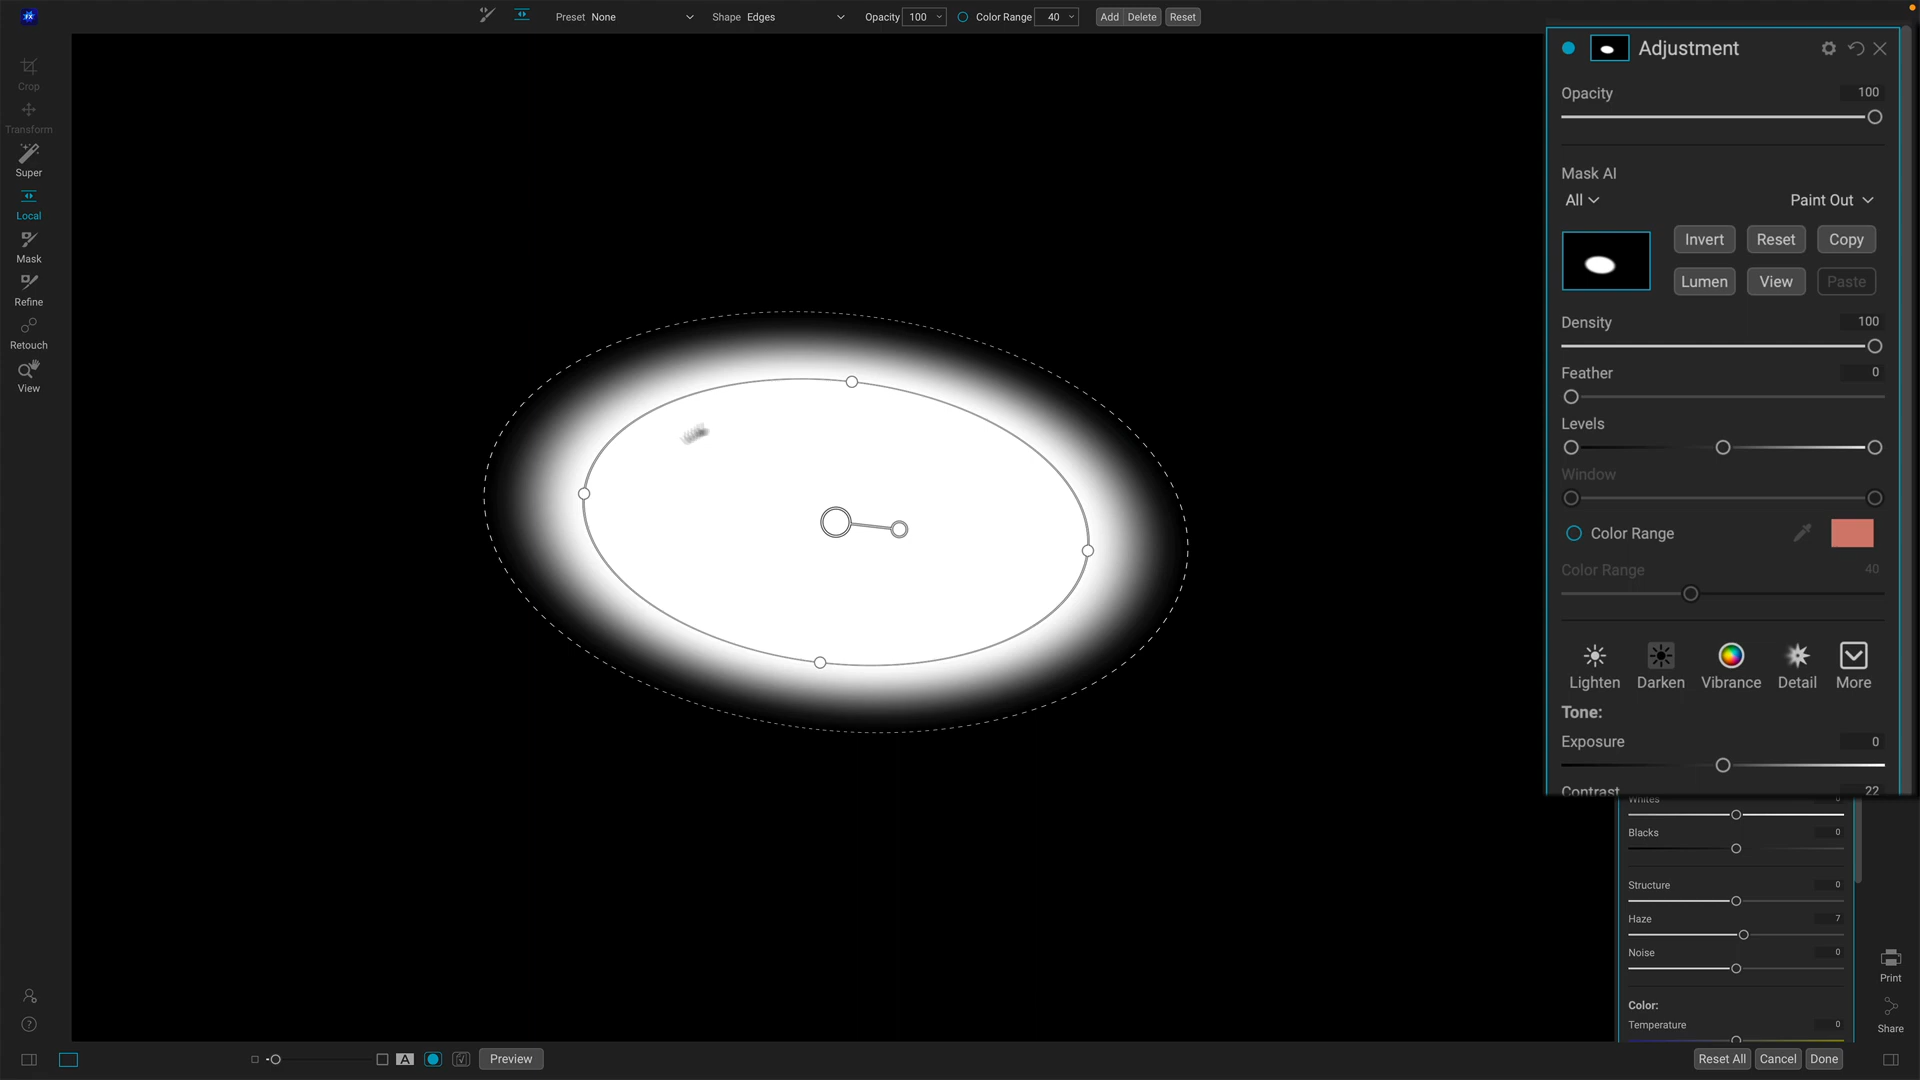 Preset None Shape Edges Opacity 100 Color Range 40 Add Delete Reset
Crop
Transform
Super
Local
Mask
Refine
Retouch
View
Adjustment
Opacity 100
Mask AI
All Paint Out
Invert Reset Copy
Lumen View Paste
Density 100
Feather 0
Levels
Window
Color Range
Color Range 40
Lighten Darken Vibrance Detail More
Tone:
Exposure 0
Contrast 22
Whites 0
Blacks 0
Structure 0
Haze 7
Noise 0
Color:
Temperature 0
Print
Share
A Preview Reset All Cancel Done